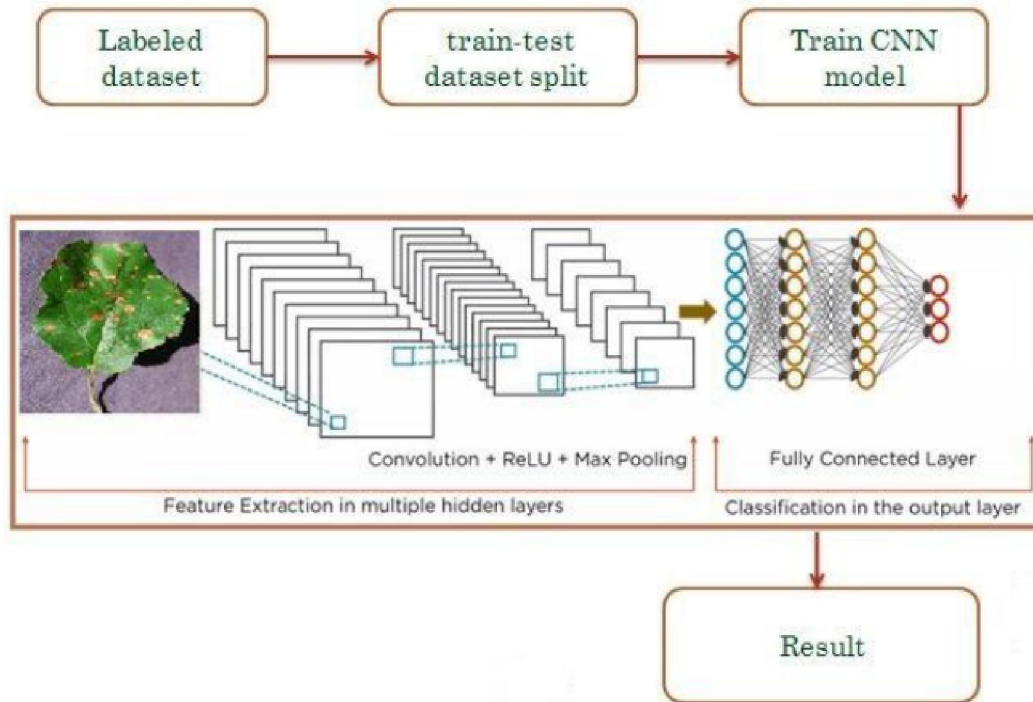 Labeled
dataset
train-test
dataset split
Train CNN
model
Convolution + ReLU + Max Pooling
Fully Connected Layer
Feature Extraction in multiple hidden layers
Classification in the output layer
Result